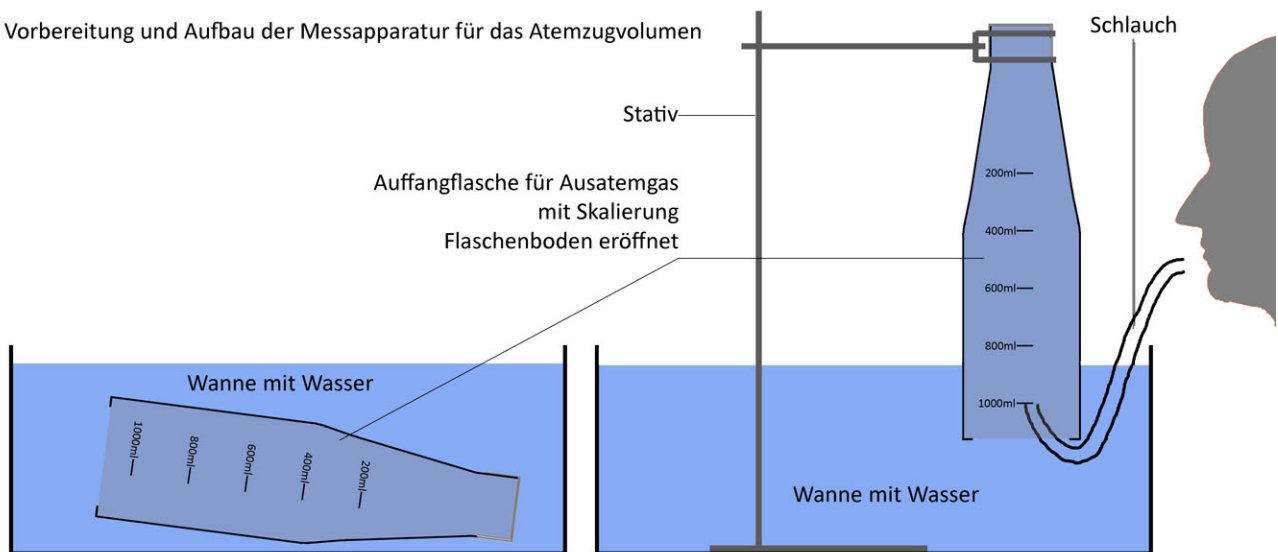 Vorbereitung und Aufbau der Messapparatur für das Atemzugvolumen
Schlauch
Stativ
Auffangflasche für Ausatemgas
mit Skalierung
Flaschenboden eröffnet
200ml
400ml
600ml
800ml
1000ml
Wanne mit Wasser
1000ml
800ml
600ml
400ml
200ml
Wanne mit Wasser